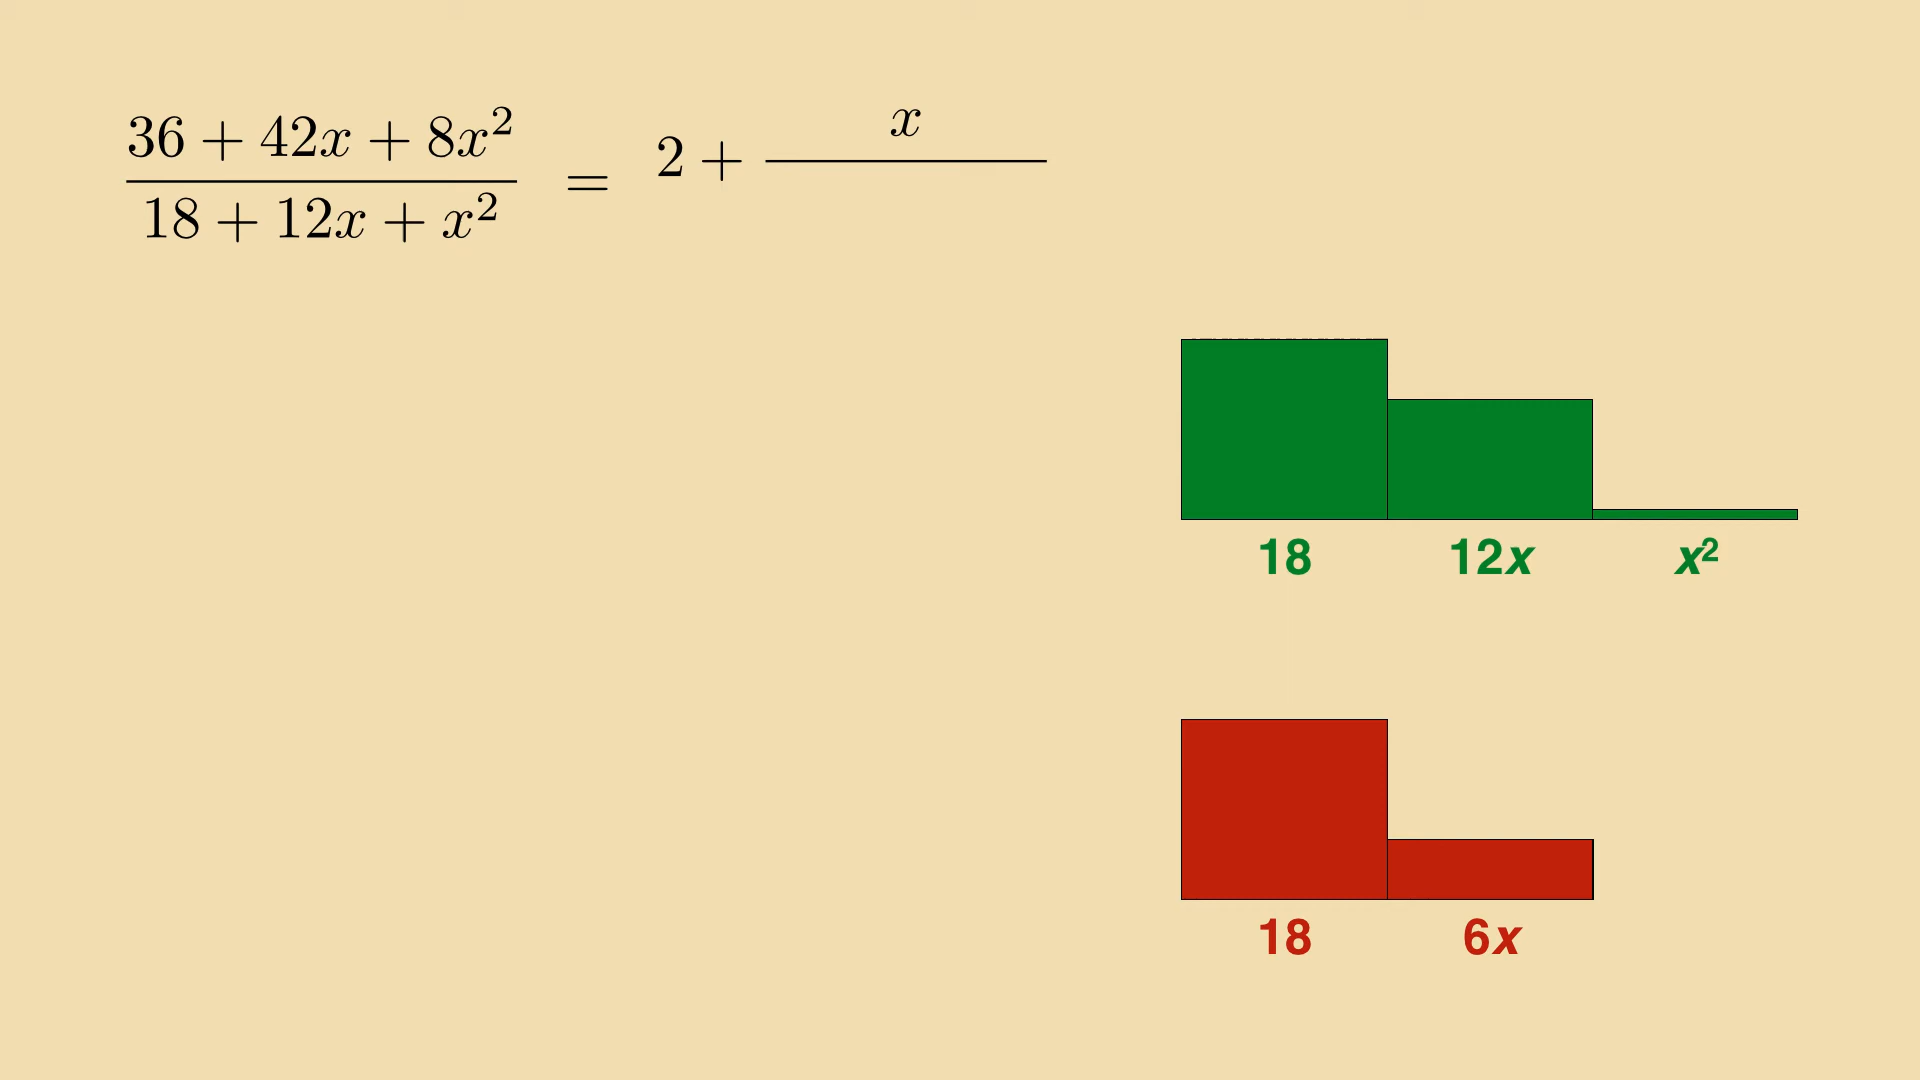 36 + 42x + 8x²
18 + 12x + x²
=
2 +
x
18 12x x²
18 6x